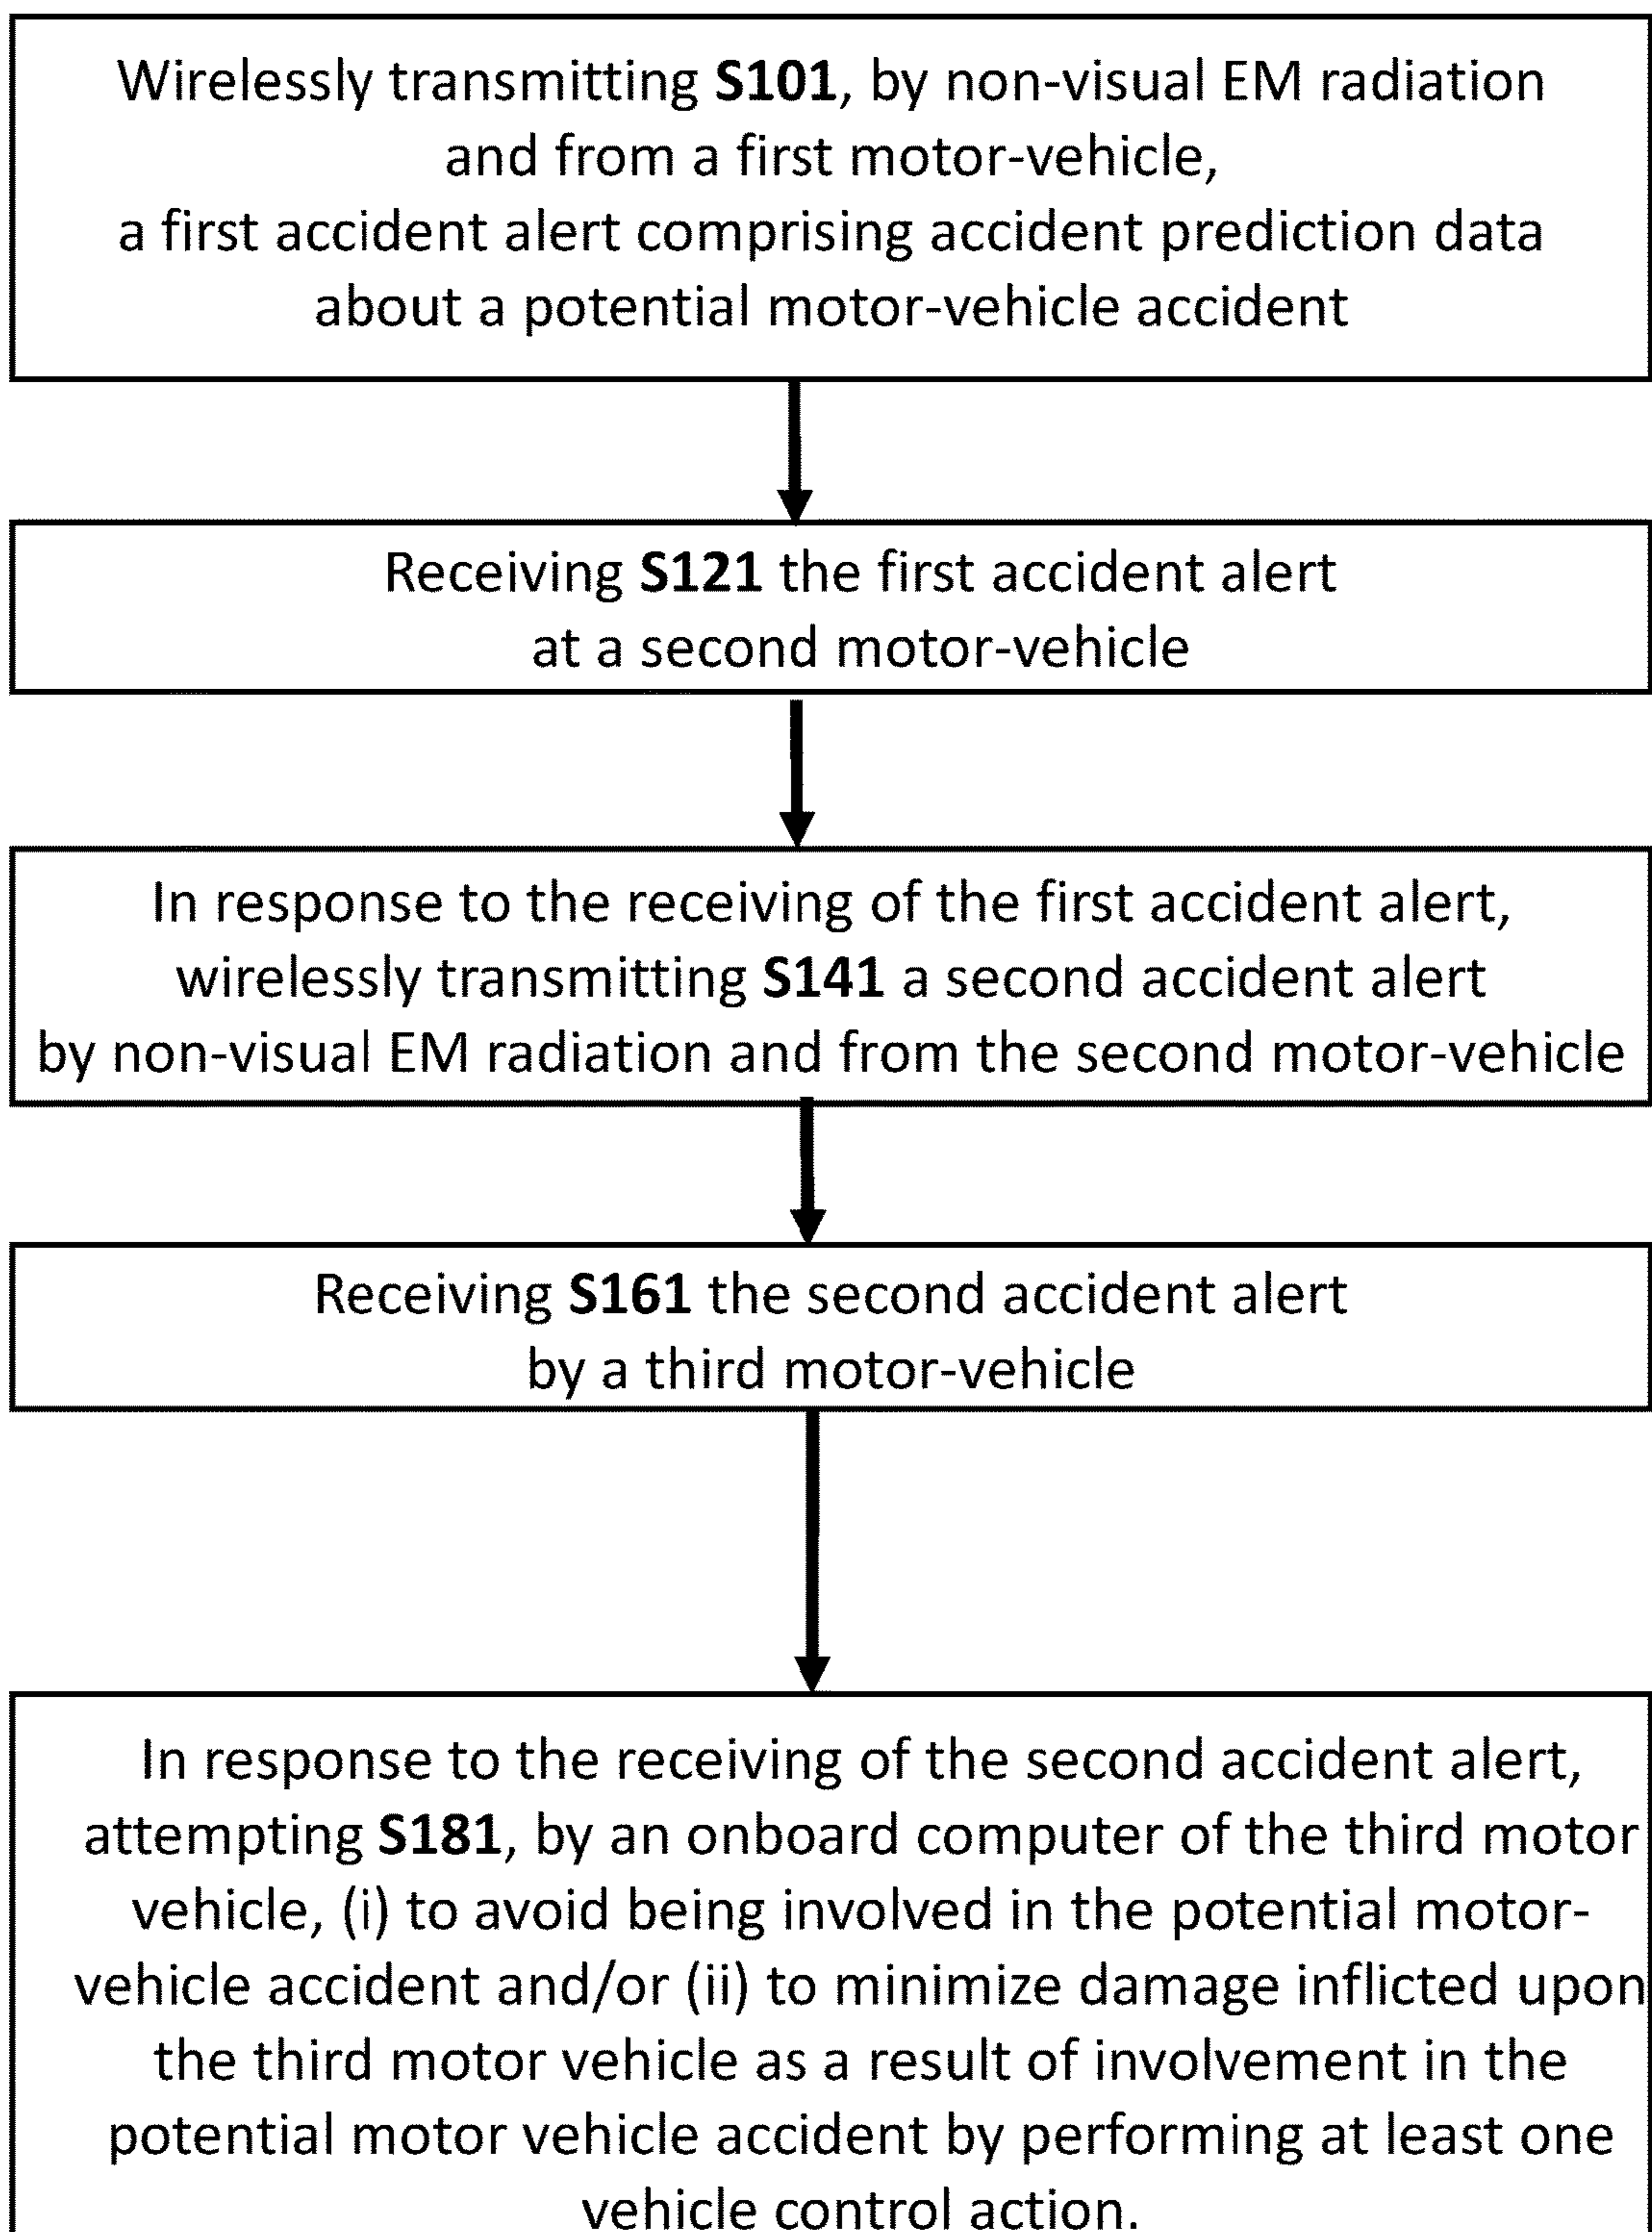 Wirelessly transmitting S101, by non-visual EM radiation
and from a first motor-vehicle,
a first accident alert comprising accident prediction data
about a potential motor-vehicle accident
Receiving S121 the first accident alert
at a second motor-vehicle
In response to the receiving of the first accident alert,
wirelessly transmitting S141 a second accident alert
by non-visual EM radiation and from the second motor-vehicle
Receiving S161 the second accident alert
by a third motor-vehicle
In response to the receiving of the second accident alert,
attempting S181, by an onboard computer of the third motor
vehicle, (i) to avoid being involved in the potential motor-
vehicle accident and/or (ii) to minimize damage inflicted upon
the third motor vehicle as a result of involvement in the
potential motor vehicle accident by performing at least one
vehicle control action.